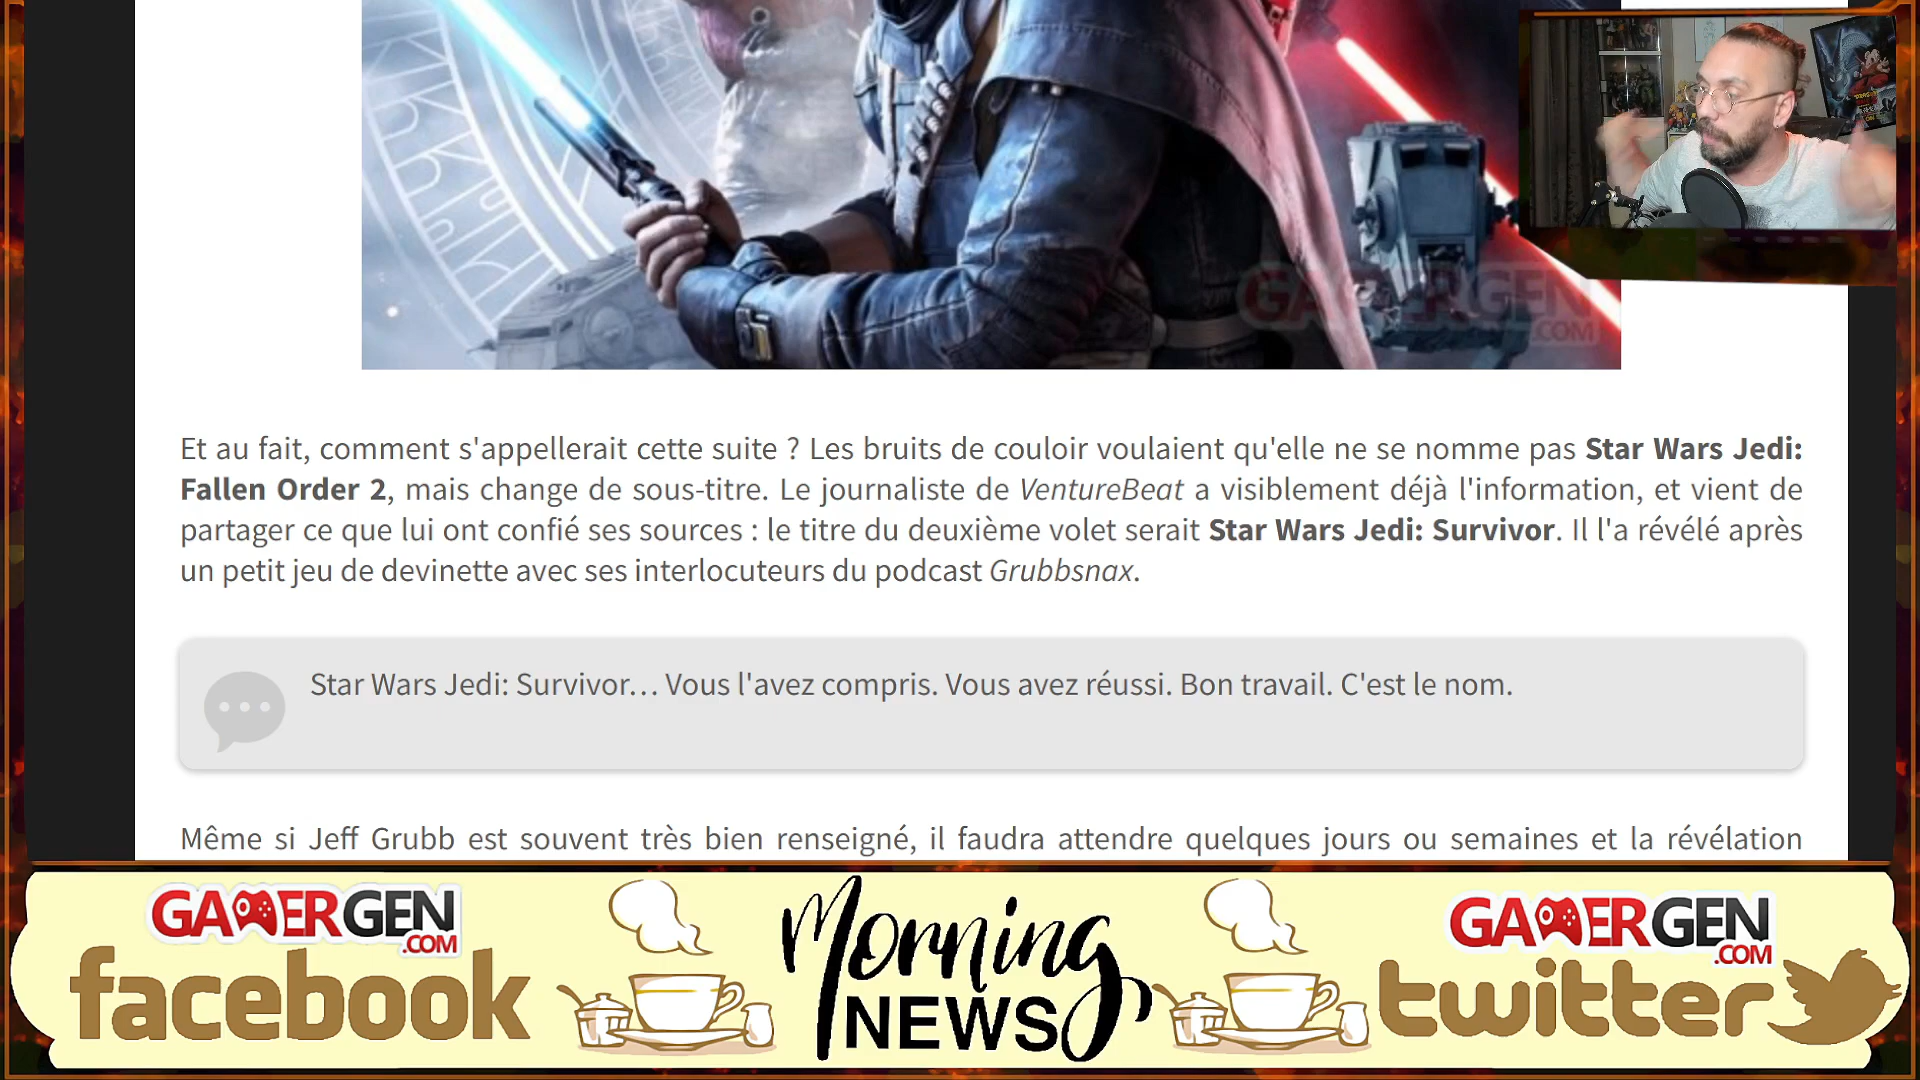 GAMERGEN
.COM
Et au fait, comment s'appellerait cette suite ? Les bruits de couloir voulaient qu'elle ne se nomme pas Star Wars Jedi:
Fallen Order 2, mais change de sous-titre. Le journaliste de VentureBeat a visiblement déjà l'information, et vient de
partager ce que lui ont confié ses sources : le titre du deuxième volet serait Star Wars Jedi: Survivor. Il l'a révélé après
un petit jeu de devinette avec ses interlocuteurs du podcast Grubbsnax.
Star Wars Jedi: Survivor… Vous l'avez compris. Vous avez réussi. Bon travail. C'est le nom.
Même si Jeff Grubb est souvent très bien renseigné, il faudra attendre quelques jours ou semaines et la révélation
GAMERGEN
.COM
facebook
Morning
NEWS
GAMERGEN
.COM
twitter